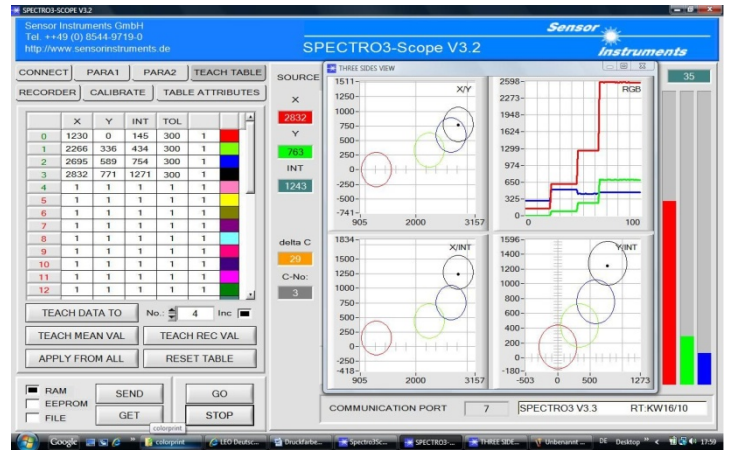 SPECTRO3-SCOPE V3.2
Sensor Instruments GmbH
Tel. ++49 (0) 8544-9719-0
http://www.sensorinstruments.de
SPECTRO3-Scope V3.2
Sensor
Instruments
CONNECT PARA1 PARA2 TEACH TABLE
RECORDER CALIBRATE TABLE ATTRIBUTES
X Y INT TOL
0 1230 0 145 300 1
1 2266 336 434 300 1
2 2695 589 754 300 1
3 2832 771 1271 300 1
4 1 1 1 1 1
5 1 1 1 1 1
6 1 1 1 1 1
7 1 1 1 1 1
8 1 1 1 1 1
9 1 1 1 1 1
10 1 1 1 1 1
11 1 1 1 1 1
12 1 1 1 1 1
TEACH DATA TO No.: 4 Inc
TEACH MEAN VAL TEACH REC VAL
APPLY FROM ALL RESET TABLE
RAM
EEPROM
FILE
SEND GO
GET STOP
colorprint
SOURCE
X
2832
Y
763
INT
1243
delta C
29
C-No:
3
THREE SIDES VIEW
X/Y
1511-
1250-
1000-
750-
500-
250-
0-
-250-
-500-
-741-
905 2000 3157
RGB
2598-
2273-
1948-
1624-
1299-
974-
650-
325-
0-
0 100
X/INT
1834-
1500-
1250-
1000-
750-
500-
250-
0-
-250-
-418-
905 2000 3157
Y/INT
1596-
1400-
1200-
1000-
800-
600-
400-
200-
0-
-180-
-503 0 500 1273
35
COMMUNICATION PORT 7 SPECTRO3 V3.3 RT:KW16/10
Google colorprint LEO Deutsc... Druckfarbe... Spectro3Sc... SPECTRO3-... THREE SIDE... Unbenannt ... DE Desktop 17:59